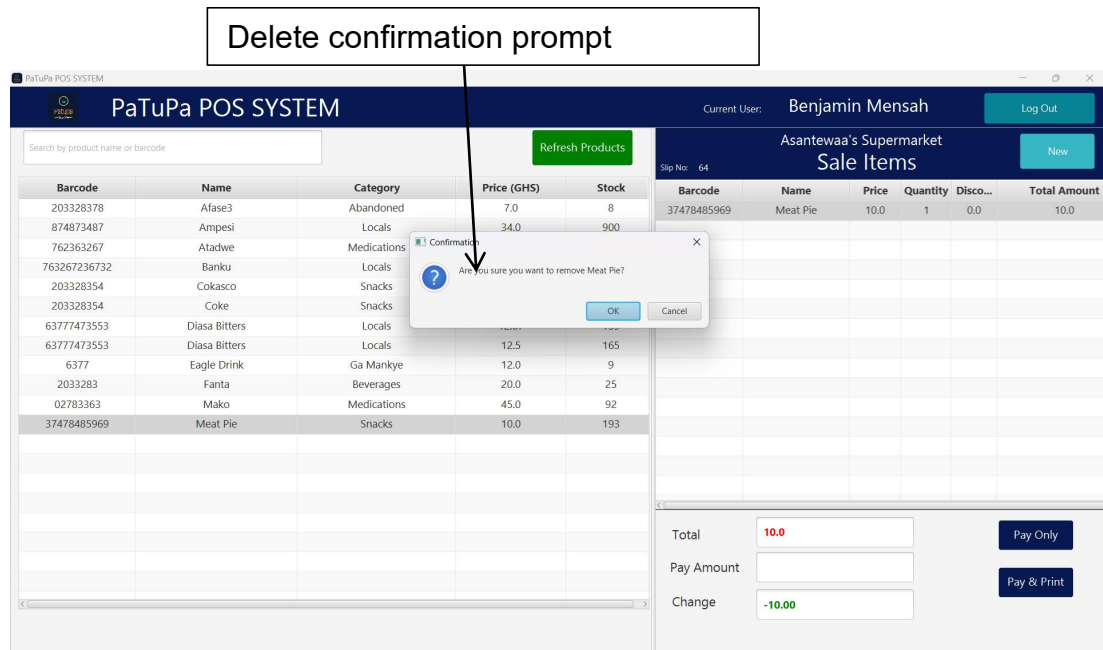 Delete confirmation prompt
PaTuPa POS SYSTEM
Patupa
PaTuPa POS SYSTEM
Current User: Benjamin Mensah
Log Out
Search by product name or barcode
Refresh Products
Barcode Name Category Price (GHS) Stock
203328378 Afase3 Abandoned 7.0 8
874873487 Ampesi Locals 34.0 900
762363267 Atadwe Medications
763267236732 Banku Locals
203328354 Cokasco Snacks
203328354 Coke Snacks
63777473553 Diasa Bitters Locals
63777473553 Diasa Bitters Locals 12.5 165
6377 Eagle Drink Ga Mankye 12.0 9
2033283 Fanta Beverages 20.0 25
02783363 Mako Medications 45.0 92
37478485969 Meat Pie Snacks 10.0 193
Confirmation
Are you sure you want to remove Meat Pie?
OK Cancel
Asantewaa's Supermarket
Slip No: 64 Sale Items
New
Barcode Name Price Quantity Disco... Total Amount
37478485969 Meat Pie 10.0 1 0.0 10.0
Total 10.0
Pay Only
Pay Amount
Pay & Print
Change -10.00